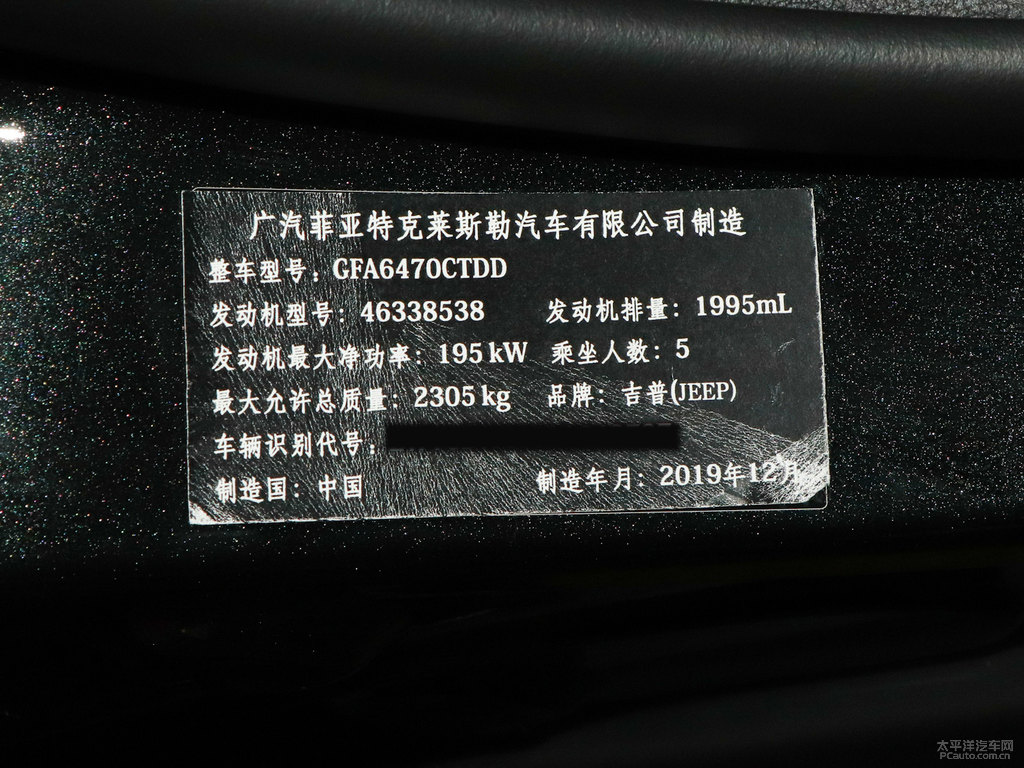 广汽菲亚特克莱斯勒汽车有限公司制造
整车型号：GFA6470CTDD
发动机型号：46338538 发动机排量：1995mL
发动机最大净功率：195kW 乘坐人数：5
最大允许总质量：2305kg 品牌：吉普(JEEP)
车辆识别代号：
制造国：中国 制造年月：2019年12月
太平洋汽车网
PCauto.com.cn